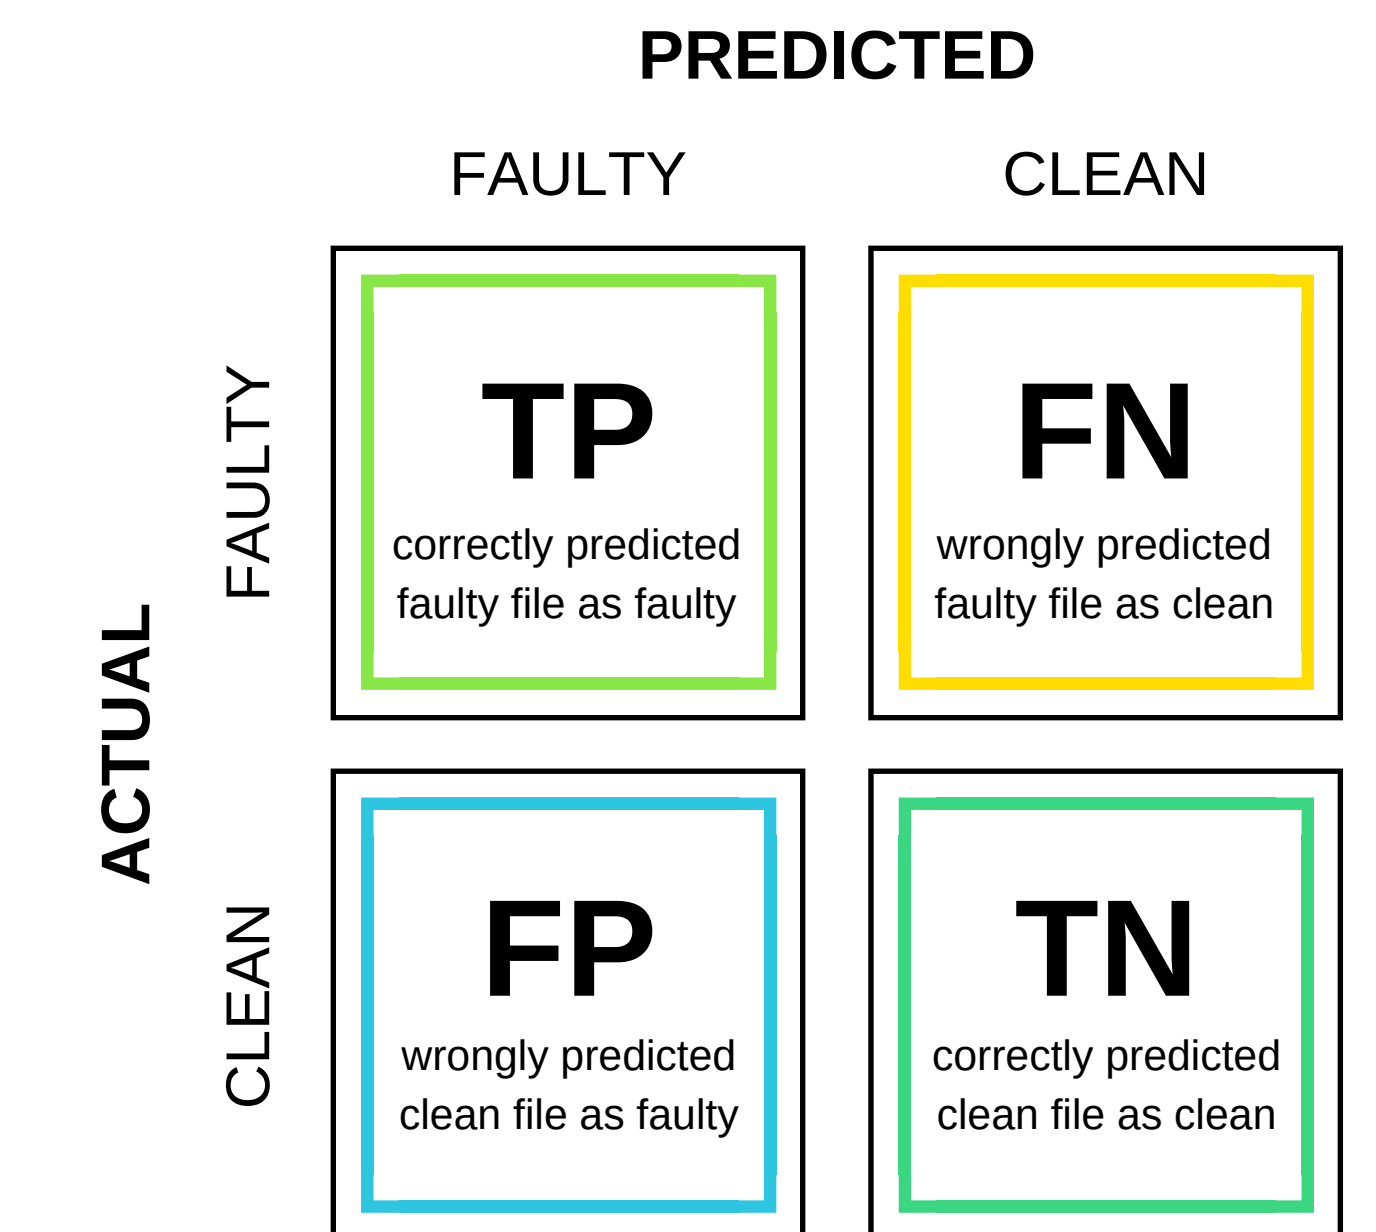 PREDICTED
FAULTY
CLEAN
ACTUAL
FAULTY
TP
correctly predicted
faulty file as faulty
FN
wrongly predicted
faulty file as clean
CLEAN
FP
wrongly predicted
clean file as faulty
TN
correctly predicted
clean file as clean